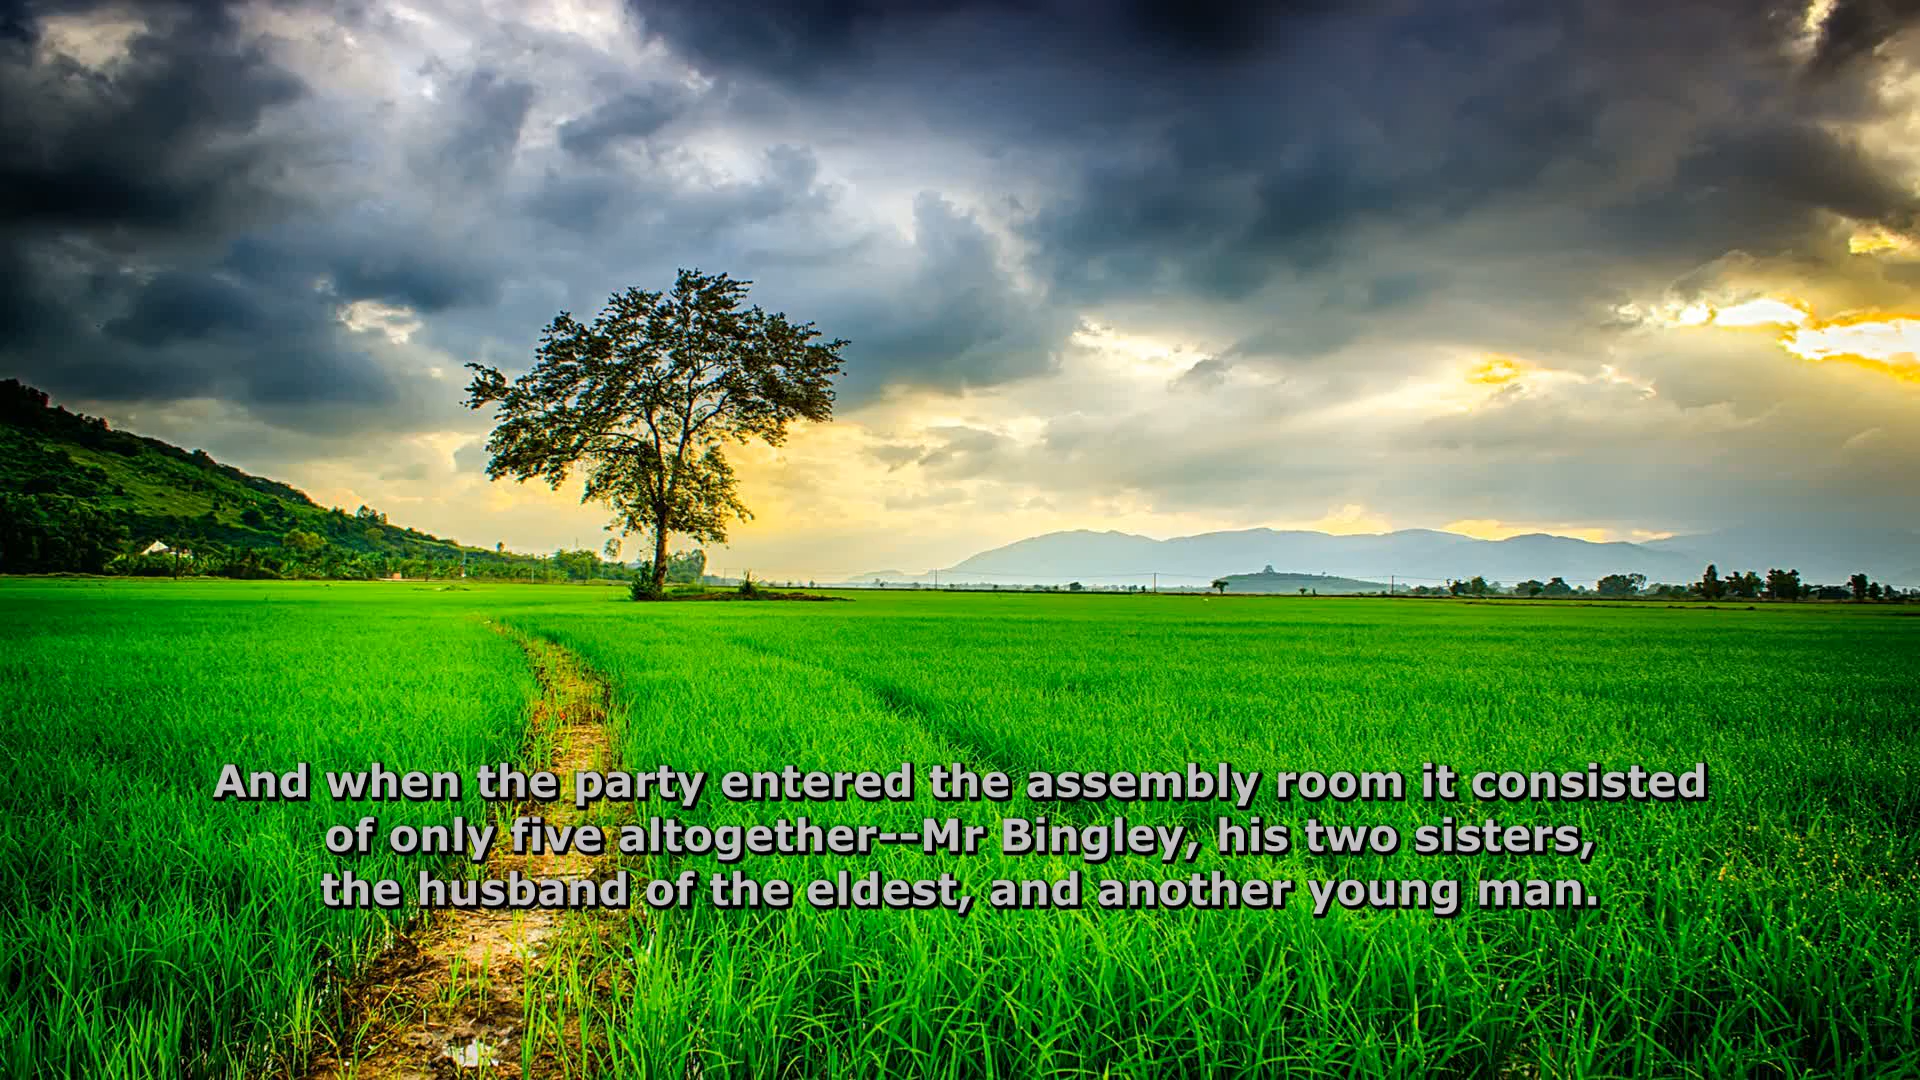 And when the party entered the assembly room it consisted
of only five altogether--Mr Bingley, his two sisters,
the husband of the eldest, and another young man.